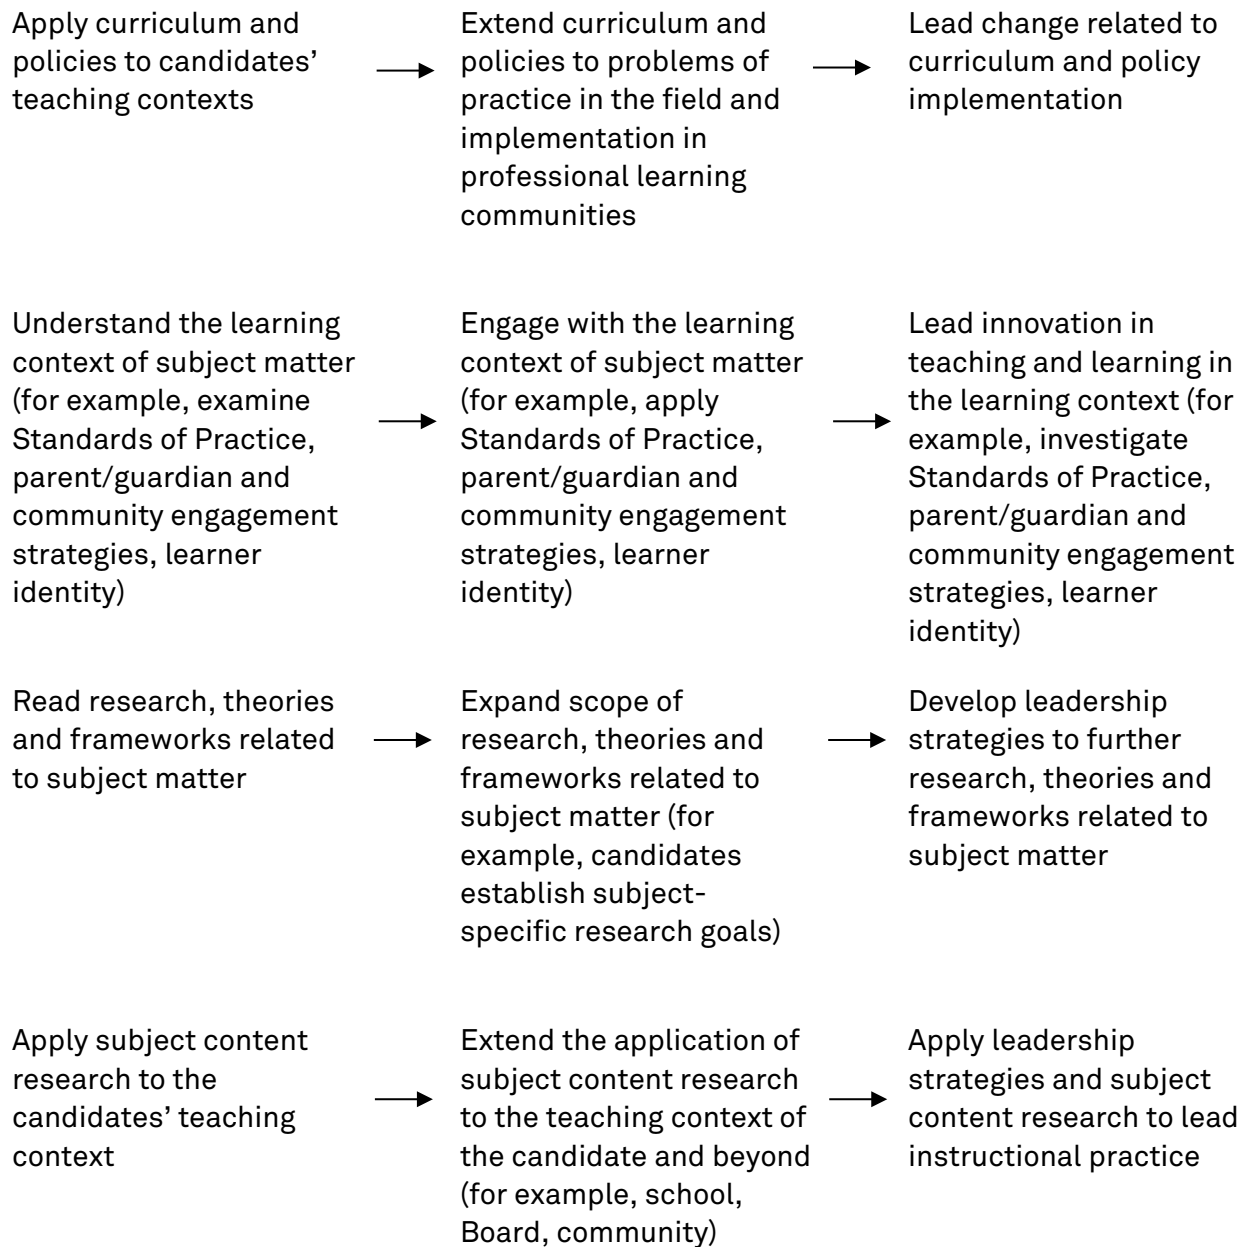 Apply curriculum and
policies to candidates’
teaching contexts
Extend curriculum and
policies to problems of
practice in the field and
implementation in
professional learning
communities
Lead change related to
curriculum and policy
implementation
Understand the learning
context of subject matter
(for example, examine
Standards of Practice,
parent/guardian and
community engagement
strategies, learner
identity)
Engage with the learning
context of subject matter
(for example, apply
Standards of Practice,
parent/guardian and
community engagement
strategies, learner
identity)
Lead innovation in
teaching and learning in
the learning context (for
example, investigate
Standards of Practice,
parent/guardian and
community engagement
strategies, learner
identity)
Read research, theories
and frameworks related
to subject matter
Expand scope of
research, theories and
frameworks related to
subject matter (for
example, candidates
establish subject-
specific research goals)
Develop leadership
strategies to further
research, theories and
frameworks related to
subject matter
Apply subject content
research to the
candidates’ teaching
context
Extend the application of
subject content research
to the teaching context of
the candidate and beyond
(for example, school,
Board, community)
Apply leadership
strategies and subject
content research to lead
instructional practice